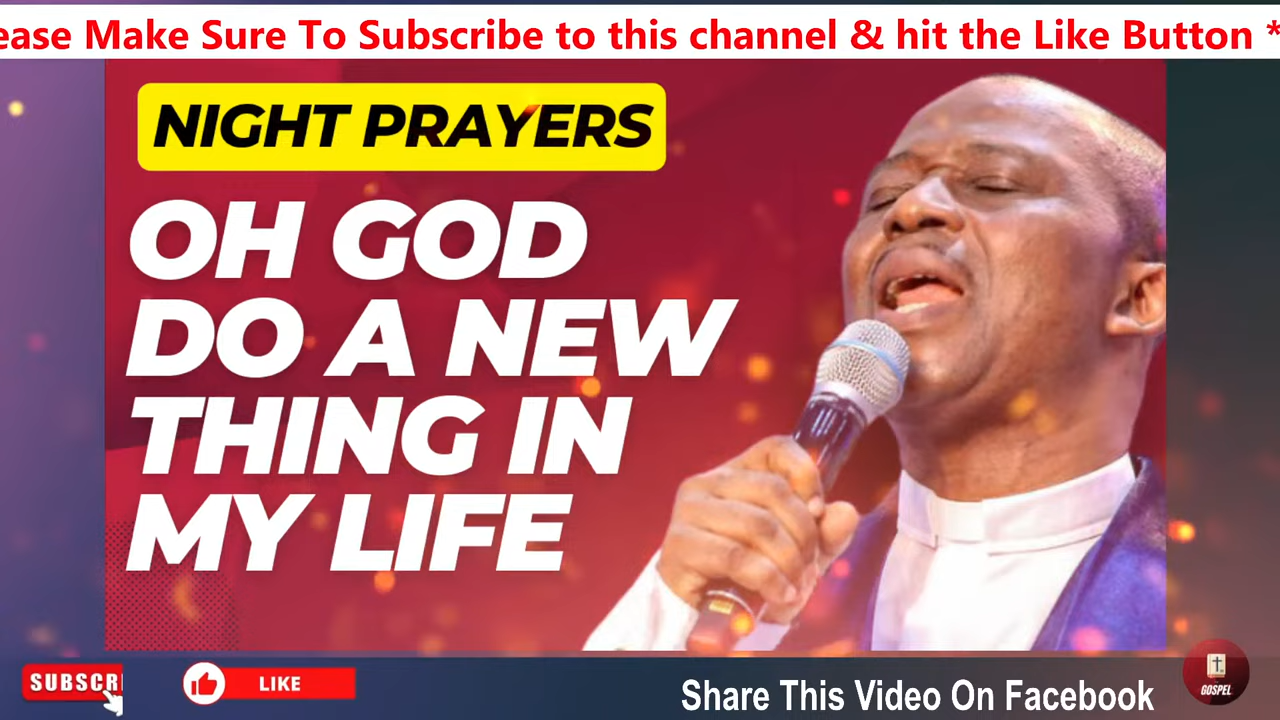 ease Make Sure To Subscribe to this channel & hit the Like Button *
NIGHT PRAYERS
OH GOD
DO A NEW
THING IN
MY LIFE
SUBSCRI
LIKE
Share This Video On Facebook
GOSPEL